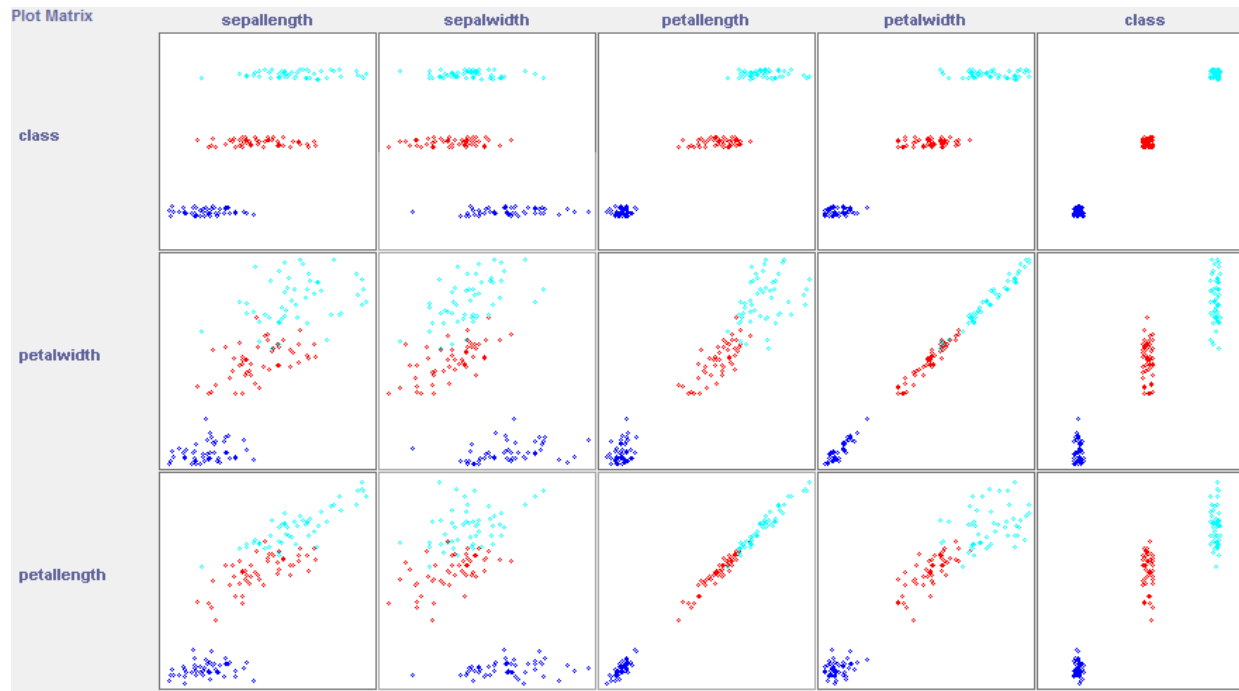 Plot Matrix
sepallength
sepalwidth
petallength
petalwidth
class
class
petalwidth
petallength